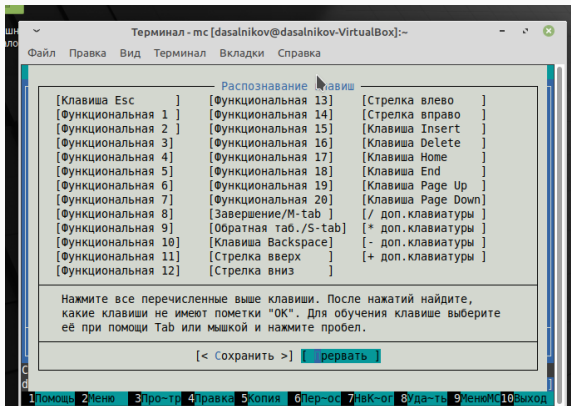 Терминал - mc [dasalnikov@dasalnikov-VirtualBox]:~
Файл Правка Вид Терминал Вкладки Справка
Распознавание клавиш
[Клавиша Esc ] [Функциональная 13] [Стрелка влево ]
[Функциональная 1 ] [Функциональная 14] [Стрелка вправо ]
[Функциональная 2 ] [Функциональная 15] [Клавиша Insert ]
[Функциональная 3] [Функциональная 16] [Клавиша Delete ]
[Функциональная 4] [Функциональная 17] [Клавиша Home ]
[Функциональная 5] [Функциональная 18] [Клавиша End ]
[Функциональная 6] [Функциональная 19] [Клавиша Page Up ]
[Функциональная 7] [Функциональная 20] [Клавиша Page Down]
[Функциональная 8] [Завершение/M-tab ] [/ доп.клавиатуры ]
[Функциональная 9] [Обратная таб./S-tab] [* доп.клавиатуры ]
[Функциональная 10] [Клавиша Backspace] [- доп.клавиатуры ]
[Функциональная 11] [Стрелка вверх ] [+ доп.клавиатуры ]
[Функциональная 12] [Стрелка вниз ]
Нажмите все перечисленные выше клавиши. После нажатий найдите,
какие клавиши не имеют пометки "OK". Для обучения клавише выберите
её при помощи Tab или мышкой и нажмите пробел.
[< Сохранить >] [ Прервать ]
1Помощь 2Меню 3Про~тр 4Правка 5Копия 6Пер~ос 7НвК~ог 8Уда~ть 9МенюМС 10Выход